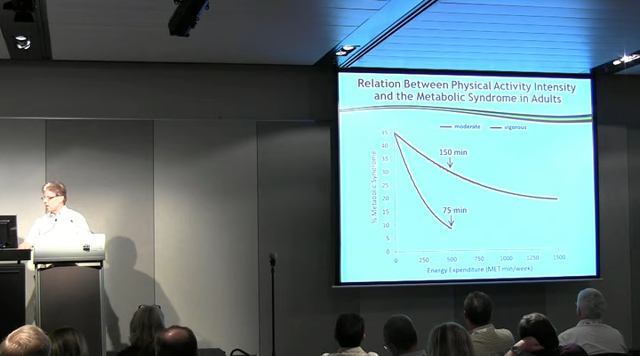 Relation Between Physical Activity Intensity
and the Metabolic Syndrome in Adults
moderate vigorous
% Metabolic Syndrome
45
40
35
30
25
20
15
10
5
0
150 min
75 min
0 250 500 750 1000 1250 1500
Energy Expenditure (MET min/week)